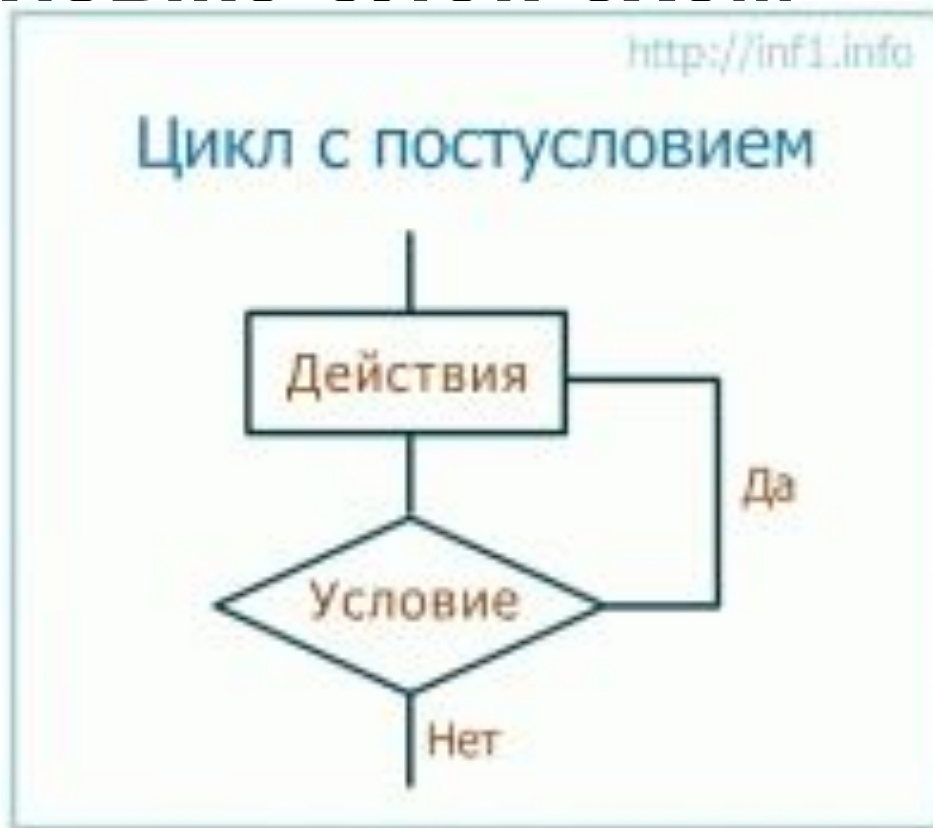 http://inf1.info
Цикл с постусловием
Действия
Да
Условие
Нет